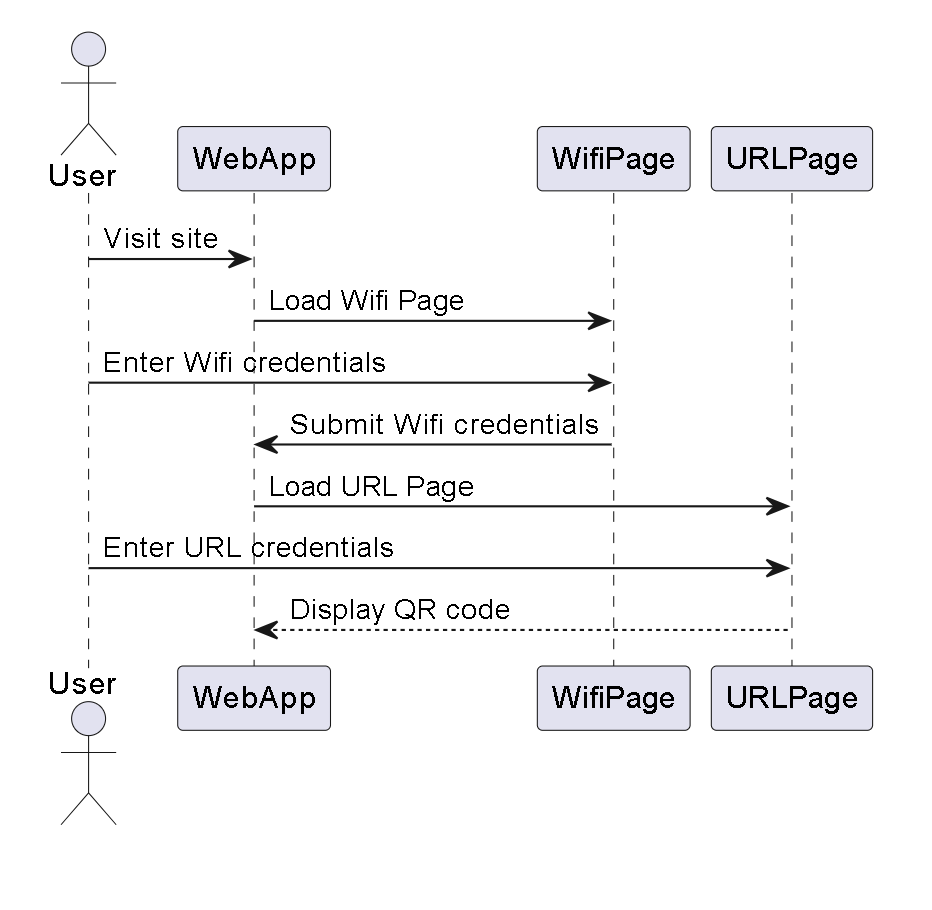 User
WebApp
WifiPage
URLPage
Visit site
Load Wifi Page
Enter Wifi credentials
Submit Wifi credentials
Load URL Page
Enter URL credentials
Display QR code
User
WebApp
WifiPage
URLPage